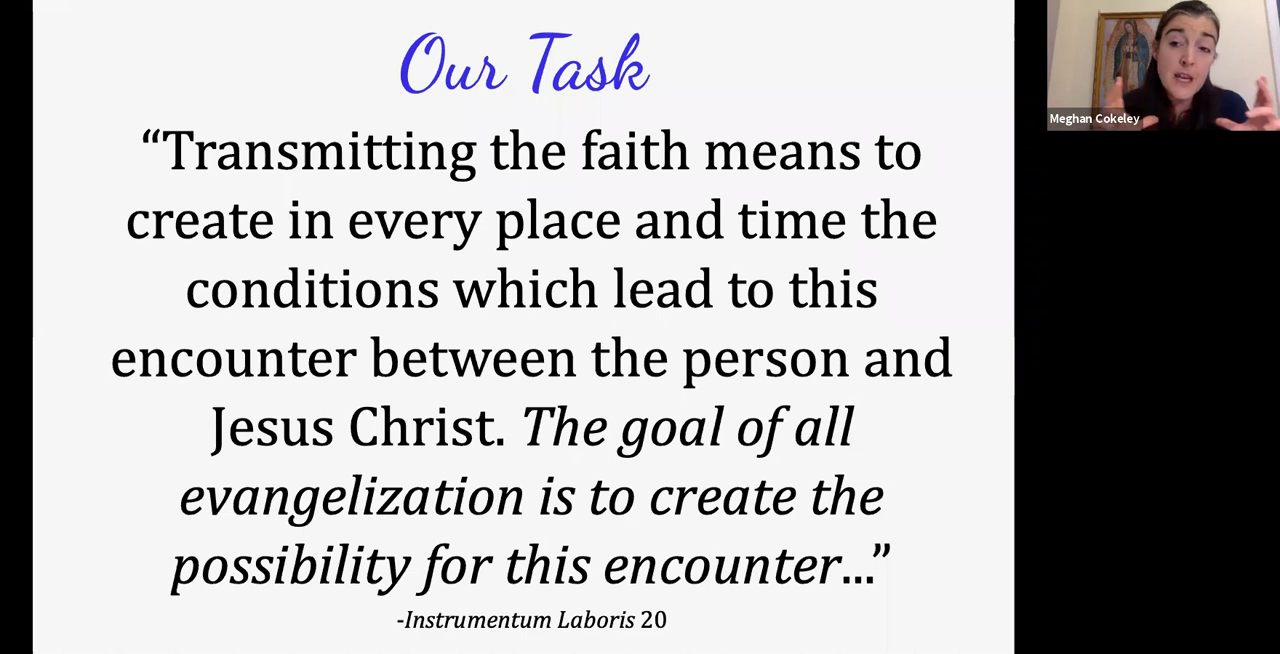 Our Task
“Transmitting the faith means to
create in every place and time the
conditions which lead to this
encounter between the person and
Jesus Christ. The goal of all
evangelization is to create the
possibility for this encounter...”
-Instrumentum Laboris 20
Meghan Cokeley